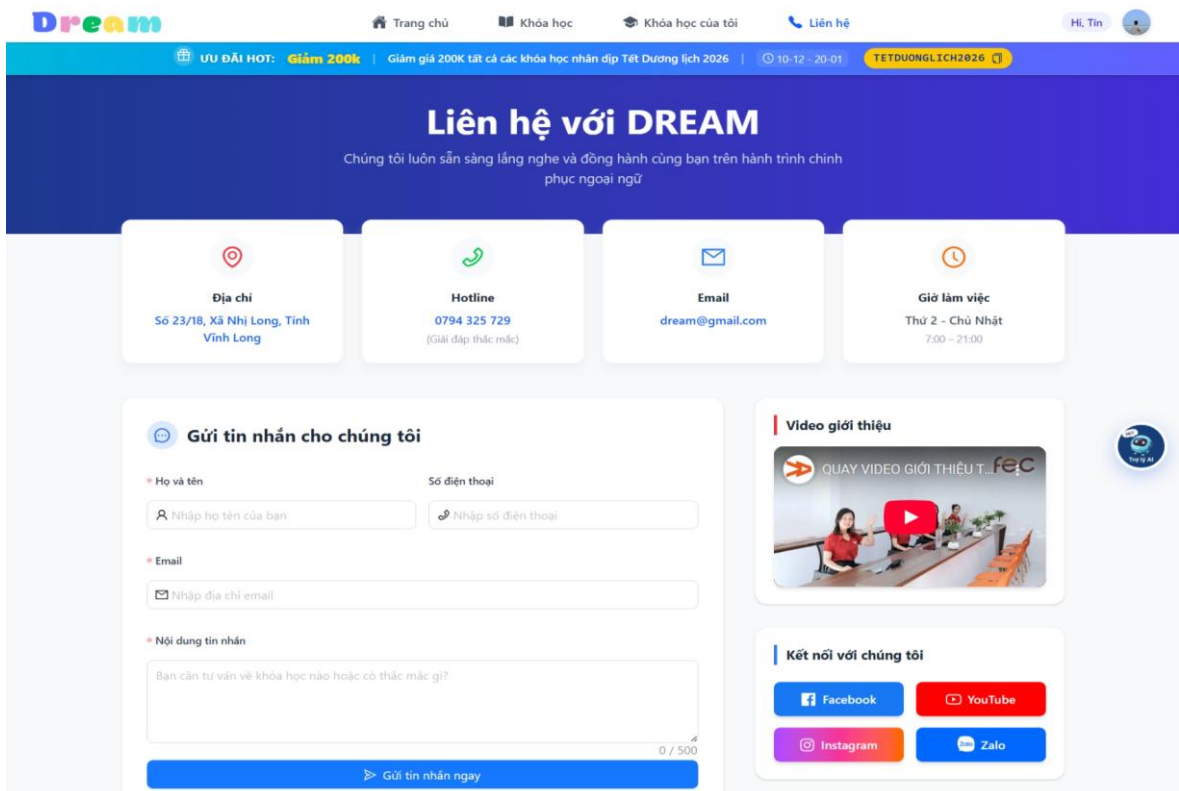 Dream
Trang chủ
Khóa học
Khóa học của tôi
Liên hệ
Hi, Tín
ƯU ĐÃI HOT: Giảm 200k | Giảm giá 200K tất cả các khóa học nhân dịp Tết Dương lịch 2026 | 10-12 - 20-01 TETDUONGLICH2026
Liên hệ với DREAM
Chúng tôi luôn sẵn sàng lắng nghe và đồng hành cùng bạn trên hành trình chinh
phục ngoại ngữ
Địa chỉ
Số 23/18, Xã Nhị Long, Tỉnh
Vĩnh Long
Hotline
0794 325 729
(Giải đáp thắc mắc)
Email
dream@gmail.com
Giờ làm việc
Thứ 2 - Chủ Nhật
7:00 – 21:00
Gửi tin nhắn cho chúng tôi
* Họ và tên
Nhập họ tên của bạn
Số điện thoại
Nhập số điện thoại
* Email
Nhập địa chỉ email
* Nội dung tin nhắn
Bạn cần tư vấn về khóa học nào hoặc có thắc mắc gì?
0 / 500
Gửi tin nhắn ngay
Video giới thiệu
QUAY VIDEO GIỚI THIỆU T...
fec
Kết nối với chúng tôi
Facebook
YouTube
Instagram
Zalo
Zalo
Trợ lý AI